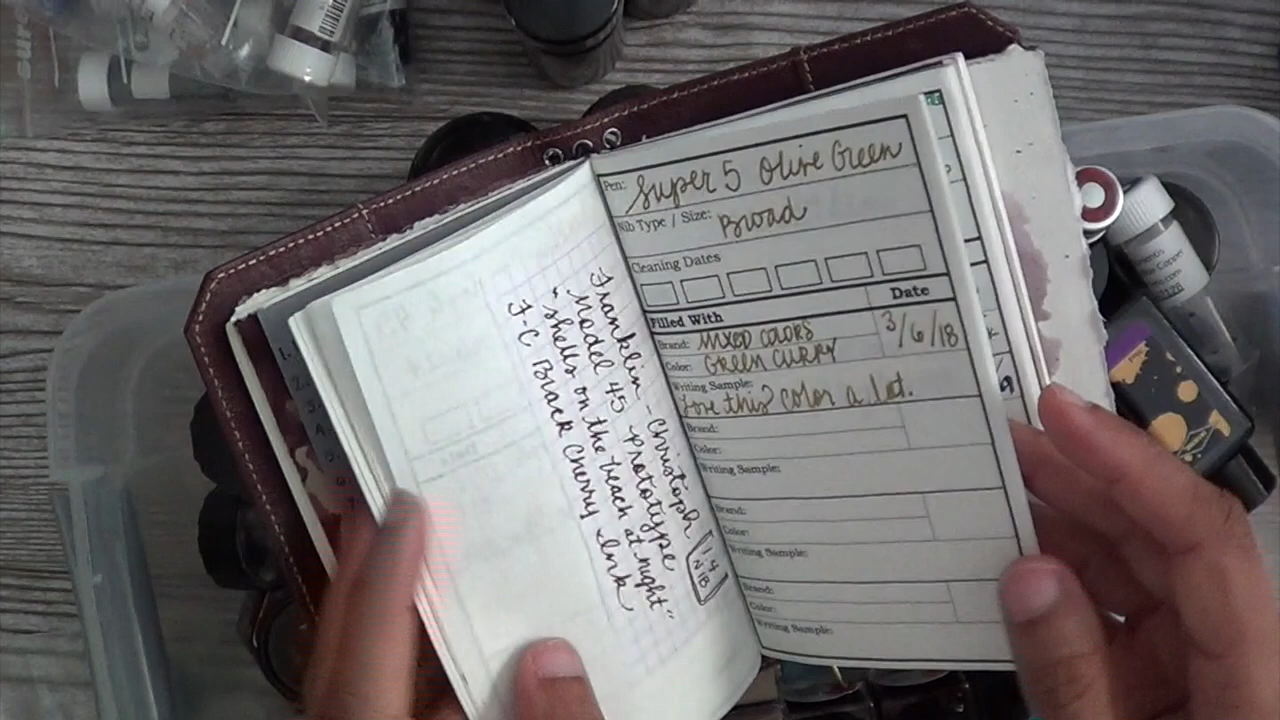 Franklin-Christoph
Model 45 prototype
"shells on the beach at night"
F-C Black Cherry Ink
1.4
NIB
Pen: Super 5 Olive Green
Nib Type / Size: Broad
Cleaning Dates
Filled With Date
Brand: MIXED COLORS 3/6/18
Color: GREEN CURRY
Writing Sample:
Love this color a lot.
Brand:
Color:
Writing Sample:
Brand:
Color:
Writing Sample:
Brand:
Color:
Writing Sample: